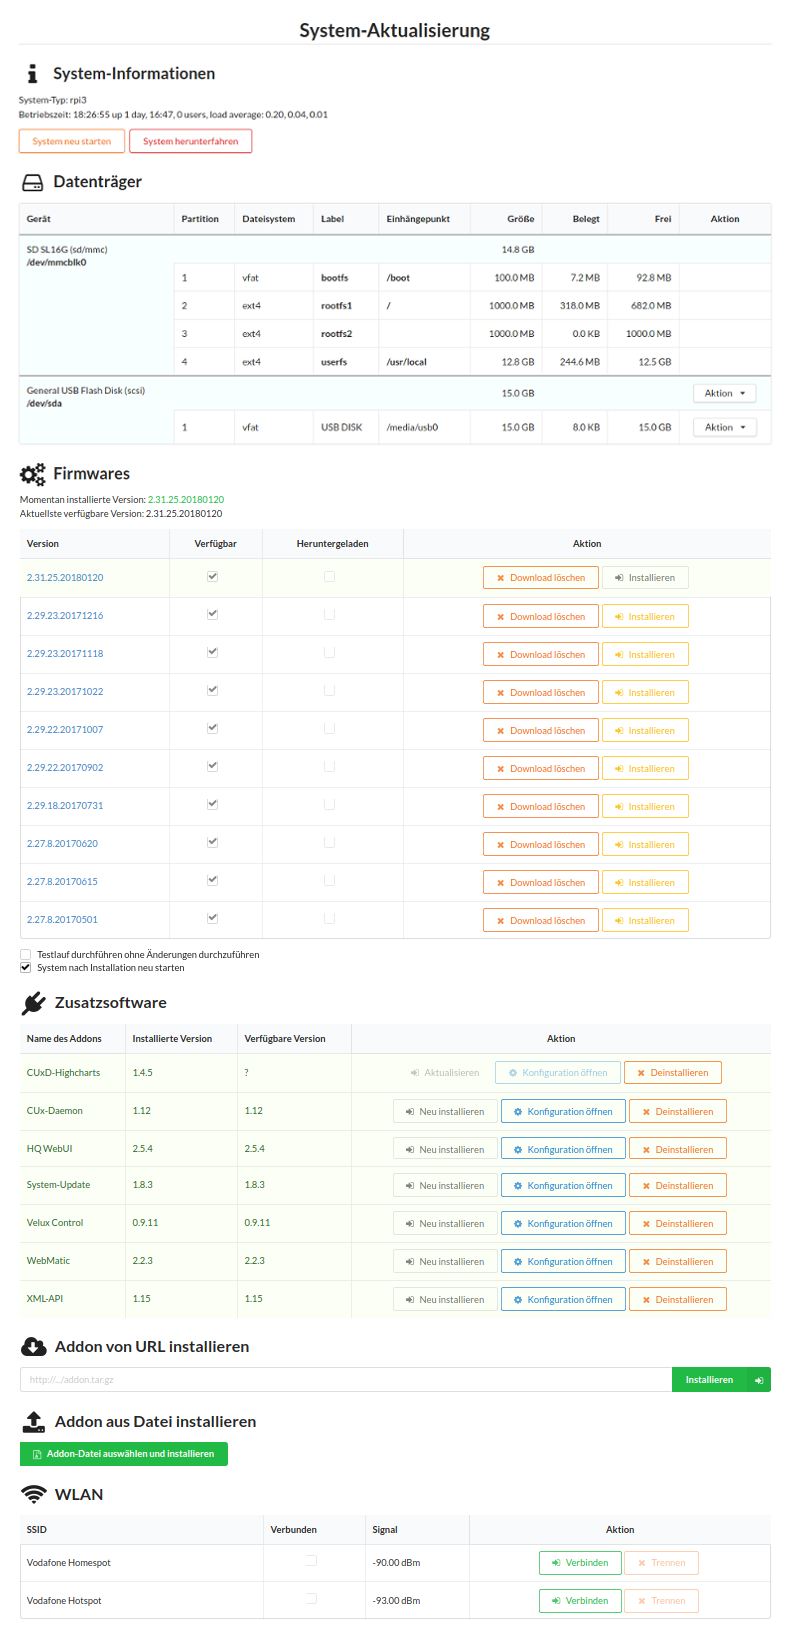 System-Aktualisierung
System-Informationen
System-Typ: rpi3
Betriebszeit: 18:26:55 up 1 day, 16:47, 0 users, load average: 0.20, 0.04, 0.01
System neu starten System herunterfahren
Datenträger
Gerät Partition Dateisystem Label Einhängepunkt Größe Belegt Frei Aktion
SD SL16G (sd/mmc) 14.8 GB
/dev/mmcblk0
1 vfat bootfs /boot 100.0 MB 7.2 MB 92.8 MB
2 ext4 rootfs1 / 1000.0 MB 318.0 MB 682.0 MB
3 ext4 rootfs2 1000.0 MB 0.0 KB 1000.0 MB
4 ext4 userfs /usr/local 12.8 GB 244.6 MB 12.5 GB
General USB Flash Disk (scsi) 15.0 GB Aktion
/dev/sda
1 vfat USB DISK /media/usb0 15.0 GB 8.0 KB 15.0 GB Aktion
Firmwares
Momentan installierte Version: 2.31.25.20180120
Aktuellste verfügbare Version: 2.31.25.20180120
Version Verfügbar Heruntergeladen Aktion
2.31.25.20180120 Download löschen Installieren
2.29.23.20171216 Download löschen Installieren
2.29.23.20171118 Download löschen Installieren
2.29.23.20171022 Download löschen Installieren
2.29.22.20171007 Download löschen Installieren
2.29.22.20170902 Download löschen Installieren
2.29.18.20170731 Download löschen Installieren
2.27.8.20170620 Download löschen Installieren
2.27.8.20170615 Download löschen Installieren
2.27.8.20170501 Download löschen Installieren
Testlauf durchführen ohne Änderungen durchzuführen
System nach Installation neu starten
Zusatzsoftware
Name des Addons Installierte Version Verfügbare Version Aktion
CUxD-Highcharts 1.4.5 ? Aktualisieren Konfiguration öffnen Deinstallieren
CUx-Daemon 1.12 1.12 Neu installieren Konfiguration öffnen Deinstallieren
HQ WebUI 2.5.4 2.5.4 Neu installieren Konfiguration öffnen Deinstallieren
System-Update 1.8.3 1.8.3 Neu installieren Konfiguration öffnen Deinstallieren
Velux Control 0.9.11 0.9.11 Neu installieren Konfiguration öffnen Deinstallieren
WebMatic 2.2.3 2.2.3 Neu installieren Konfiguration öffnen Deinstallieren
XML-API 1.15 1.15 Neu installieren Konfiguration öffnen Deinstallieren
Addon von URL installieren
http://.../addon.tar.gz Installieren
Addon aus Datei installieren
Addon-Datei auswählen und installieren
WLAN
SSID Verbunden Signal Aktion
Vodafone Homespot -90.00 dBm Verbinden Trennen
Vodafone Hotspot -93.00 dBm Verbinden Trennen